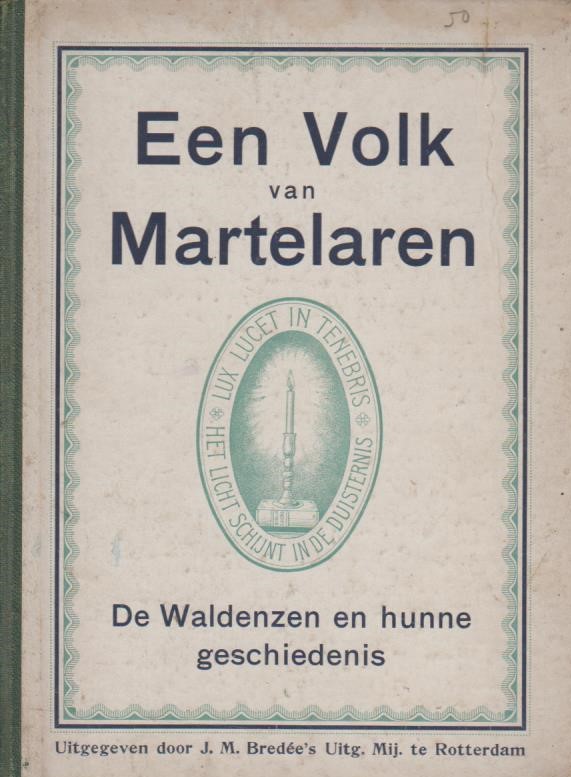 50
Een Volk
van
Martelaren
LUX LUCET IN TENEBRIS
HET LICHT SCHIJNT IN DE DUISTERNIS
De Waldenzen en hunne
geschiedenis
Uitgegeven door J. M. Bredée's Uitg. Mij. te Rotterdam